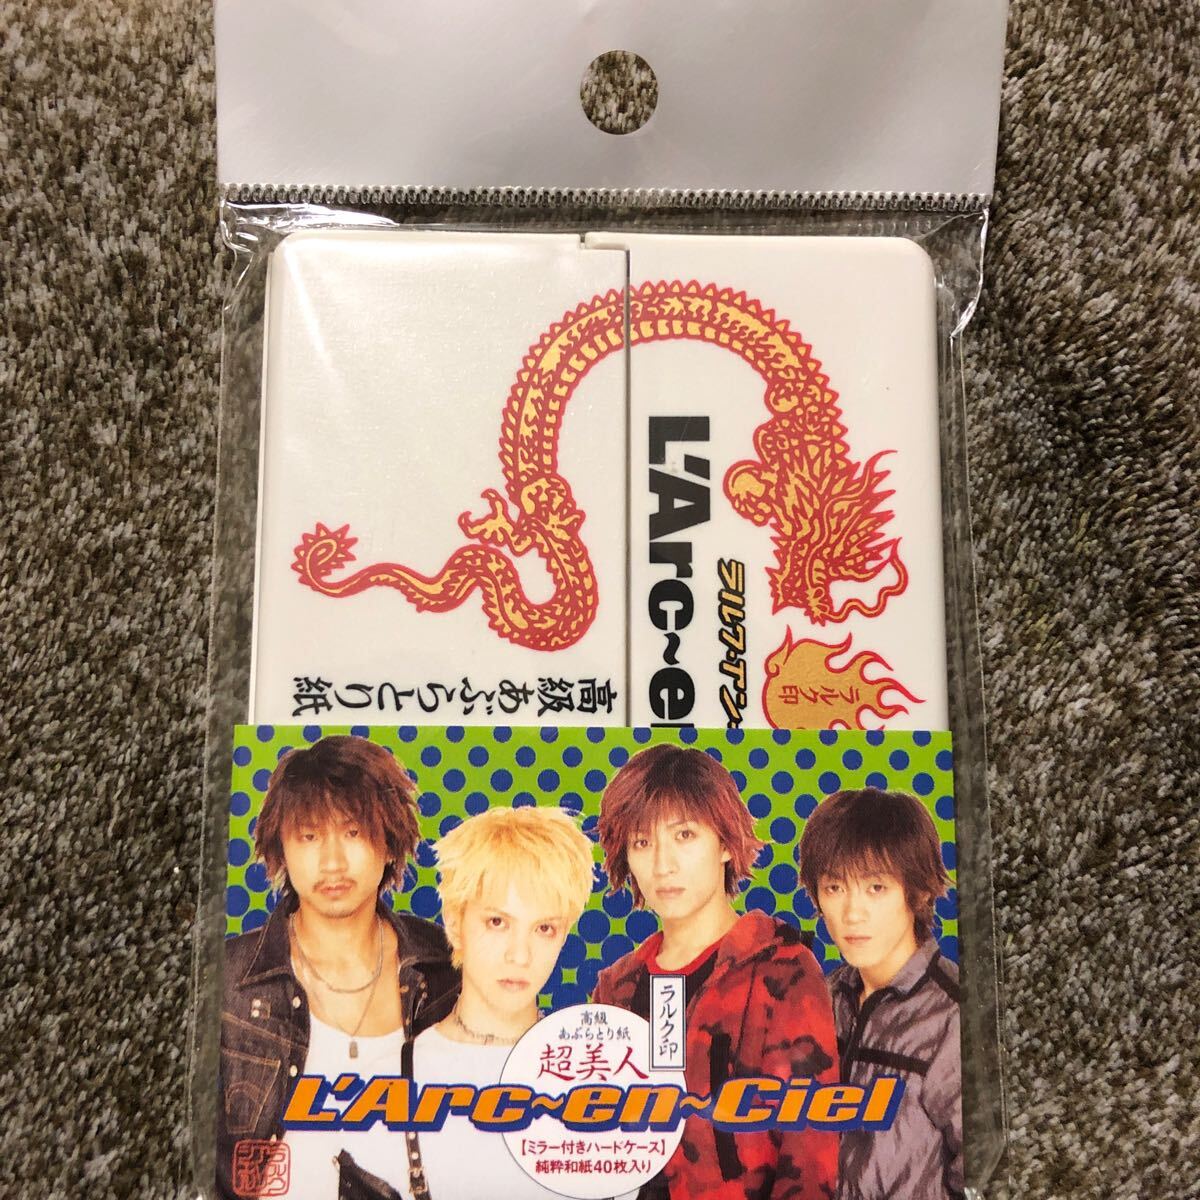 L'Arc~e
ラルク・アン・
ラルク印
高級あぶらとり紙
ラルク印
高級
あぶらとり紙
超美人
L'Arc~en~Ciel
【ミラー付きハードケース】
純粋和紙40枚入り